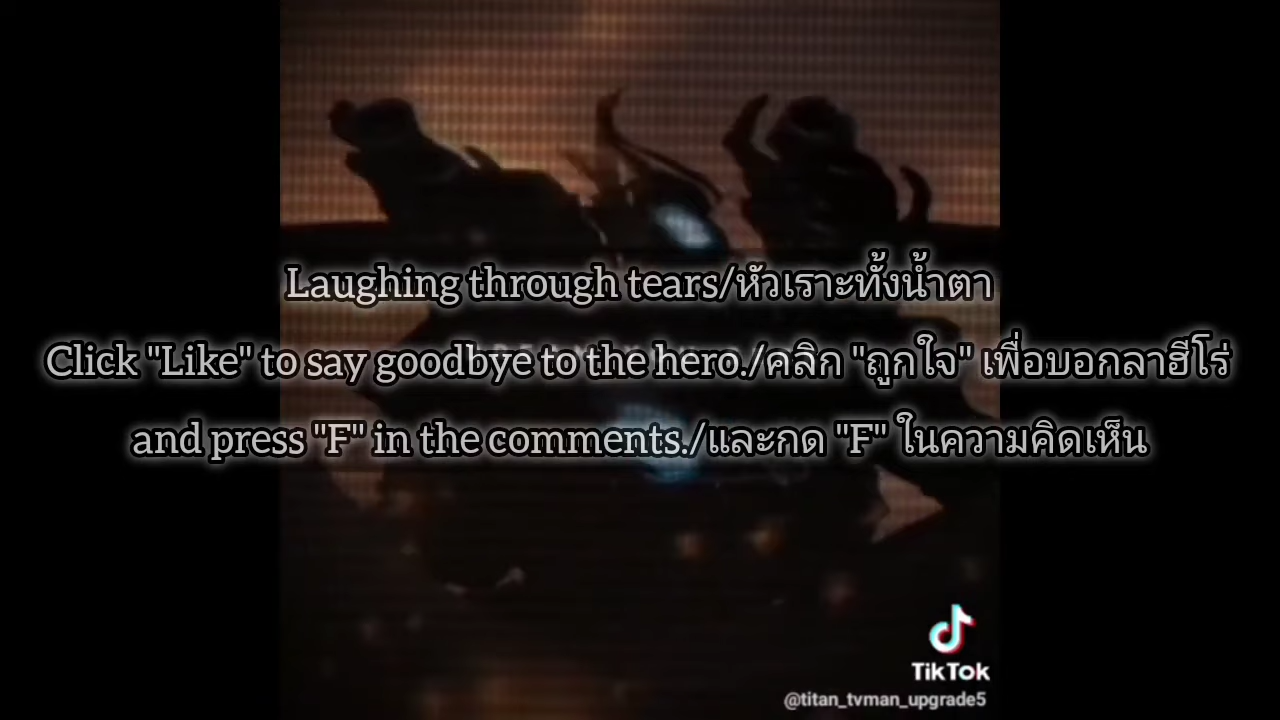 Laughing through tears/หัวเราะทั้งน้ำตา
Click "Like" to say goodbye to the hero./คลิก "ถูกใจ" เพื่อบอกลาฮีโร่
and press "F" in the comments./และกด "F" ในความคิดเห็น
TikTok
@titan_tvman_upgrade5